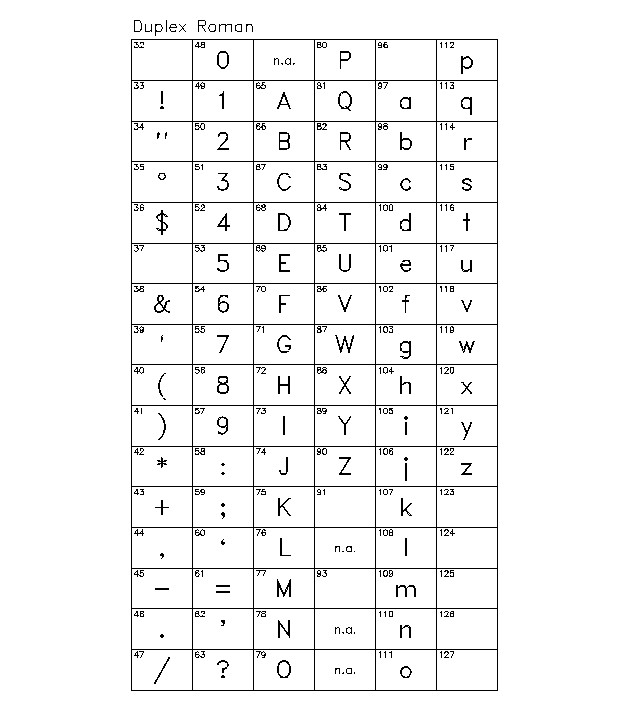 Duplex Roman
32 48 0 n.a. 80 P 96 112 p
33 ! 49 1 65 A 81 Q 97 a 113 q
34 " 50 2 66 B 82 R 98 b 114 r
35 ° 51 3 67 C 83 S 99 c 115 s
36 $ 52 4 68 D 84 T 100 d 116 t
37 53 5 69 E 85 U 101 e 117 u
38 & 54 6 70 F 86 V 102 f 118 v
39 ' 55 7 71 G 87 W 103 g 119 w
40 ( 56 8 72 H 88 X 104 h 120 x
41 ) 57 9 73 I 89 Y 105 i 121 y
42 * 58 : 74 J 90 Z 106 j 122 z
43 + 59 ; 75 K 91 107 k 123
44 , 60 ‘ 76 L n.a. 108 l 124
45 − 61 = 77 M 93 109 m 125
46 . 62 ’ 78 N n.a. 110 n 126
47 / 63 ? 79 O n.a. 111 o 127